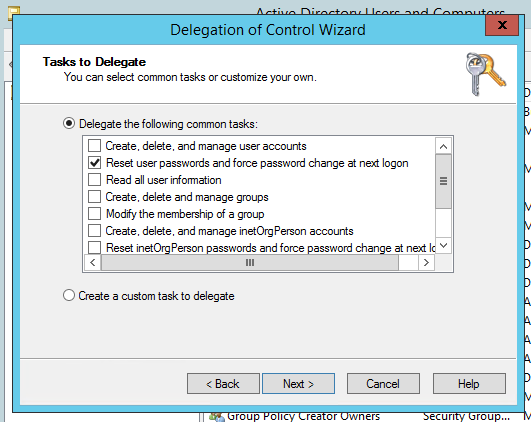 Active Directory Users and Computers
Delegation of Control Wizard
X
Tasks to Delegate
You can select common tasks or customize your own.
Delegate the following common tasks:
Create, delete, and manage user accounts
Reset user passwords and force password change at next logon
Read all user information
Create, delete and manage groups
Modify the membership of a group
Create, delete, and manage inetOrgPerson accounts
Reset inetOrgPerson passwords and force password change at next
Create a custom task to delegate
< Back
Next >
Cancel
Help
Group Policy Creator Owners
Security Group...